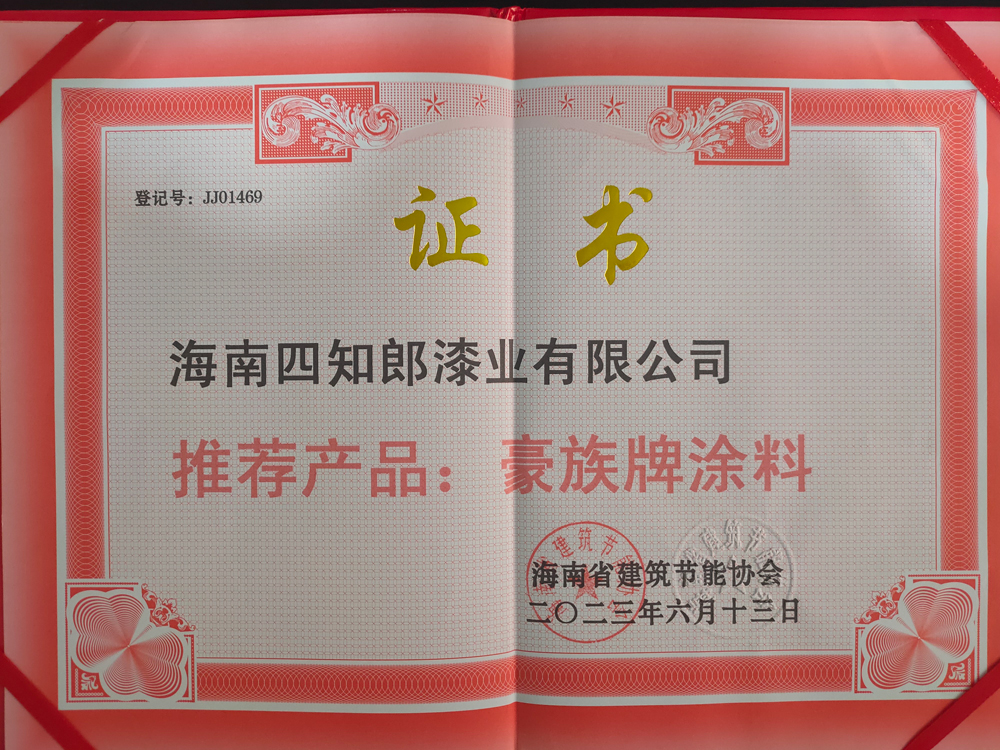 登记号：JJ01469
证书
海南四知郎漆业有限公司
推荐产品：豪族牌涂料
海南省建筑节能协会
二〇二三年六月十三日